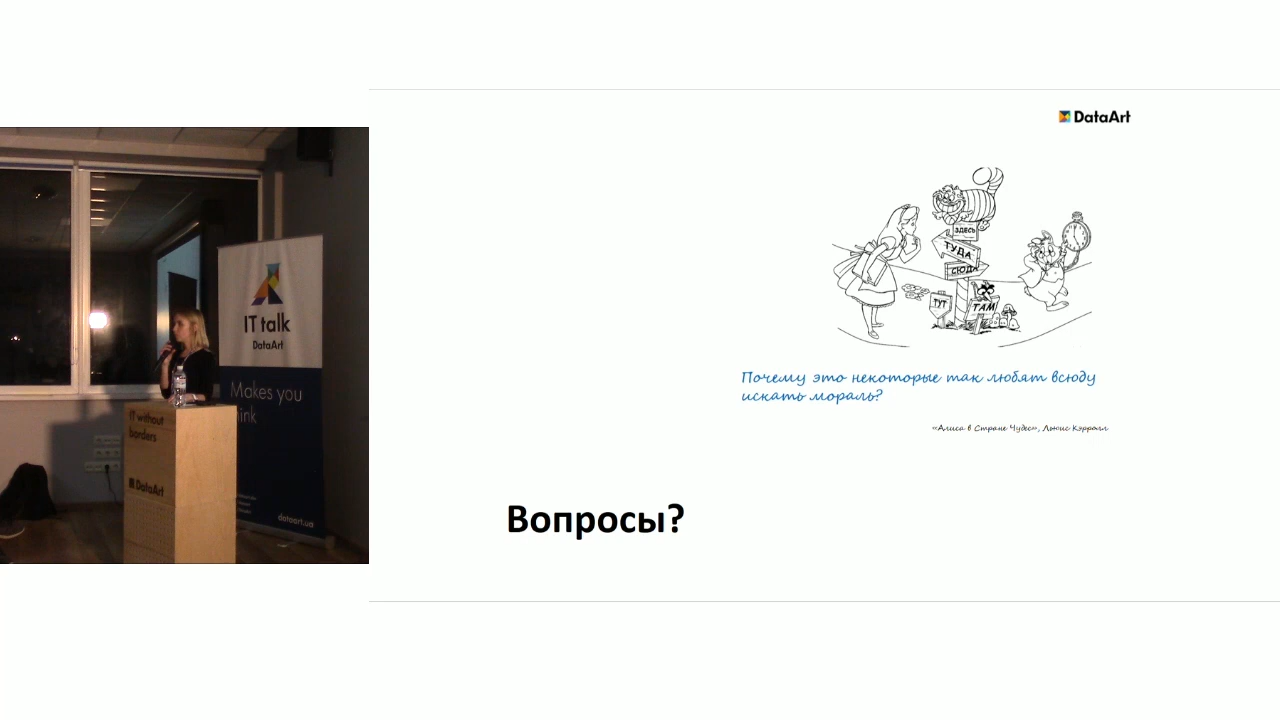 IT talk
DataArt
Makes you
IT without
borders
DataArt
dataart.ua
DataArt
ЗДЕСЬ
ТУДА
СЮДА
ТУТ
ТАМ
Почему это некоторые так любят всюду
искать мораль?
«Алиса в Стране Чудес», Льюис Кэрролл
Вопросы?